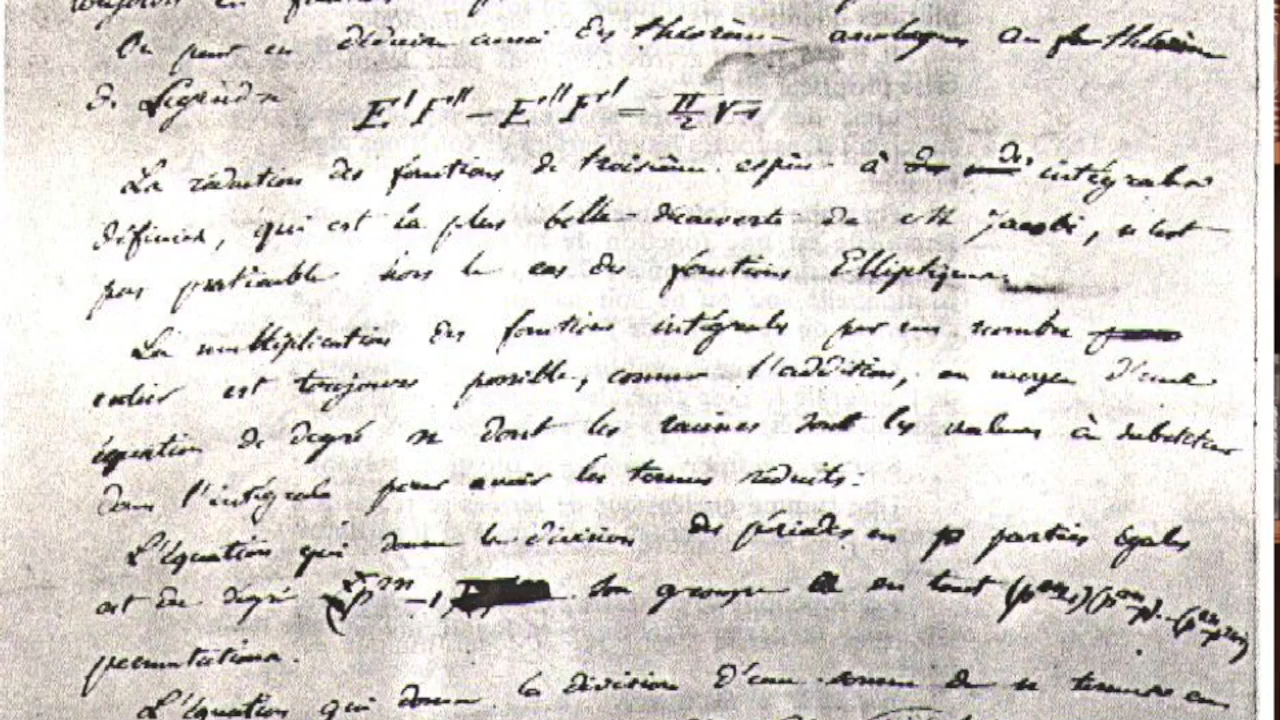 toujours
On peut en déduire aussi des théorèmes analogues au théorème
de Legendre E'F'' – E''F' = π/2 √-1
La réduction des fonctions de troisième espèce à des intégrales
définies, qui est la plus belle découverte de M Jacobi, n'est
pas praticable hors le cas des fonctions Elliptiques.
La multiplication des fonctions intégrales par un nombre
entier est toujours possible, comme l'addition, au moyen d'une
équation de degré n dont les racines sont les valeurs à substituer
dans l'intégrale pour avoir les termes réduits.
L'équation qui donne la division des périodes en p parties égales
est du degré p^m –1. Son groupe a en tout (p^m-1)(p^m-p)...
permutations.
L'équation qui donne la division d'une somme de n termes en